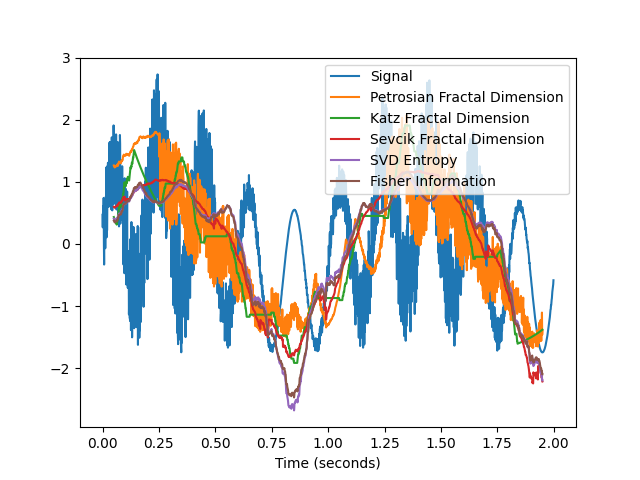 3
2
1
0
−1
−2
Signal
Petrosian Fractal Dimension
Katz Fractal Dimension
Sevcik Fractal Dimension
SVD Entropy
Fisher Information
0.00 0.25 0.50 0.75 1.00 1.25 1.50 1.75 2.00
Time (seconds)